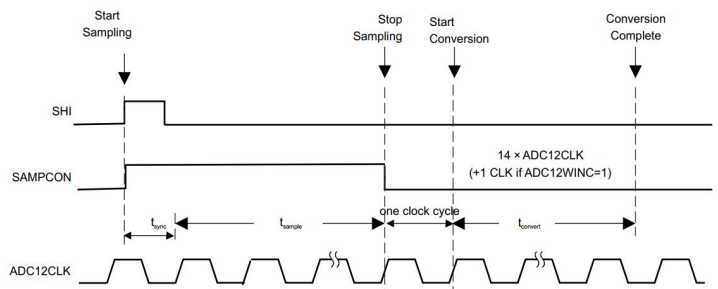 Start
Sampling
Stop
Sampling
Start
Conversion
Conversion
Complete
SHI
SAMPCON
14 × ADC12CLK
(+1 CLK if ADC12WINC=1)
one clock cycle
tsync
tsample
tconvert
ADC12CLK